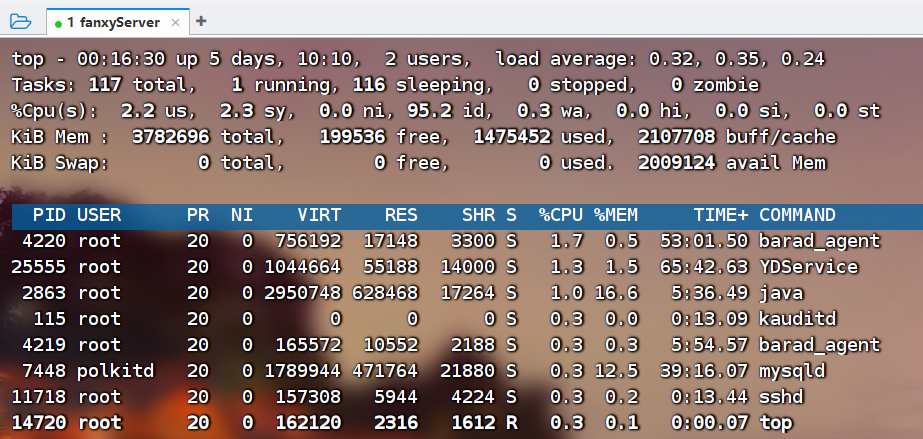 1 fanxyServer × +
top - 00:16:30 up 5 days, 10:10,  2 users,  load average: 0.32, 0.35, 0.24
Tasks: 117 total,   1 running, 116 sleeping,   0 stopped,   0 zombie
%Cpu(s):  2.2 us,  2.3 sy,  0.0 ni, 95.2 id,  0.3 wa,  0.0 hi,  0.0 si,  0.0 st
KiB Mem :  3782696 total,   199536 free,  1475452 used,  2107708 buff/cache
KiB Swap:        0 total,        0 free,        0 used.  2009124 avail Mem
PID USER      PR  NI    VIRT    RES    SHR S  %CPU %MEM     TIME+ COMMAND
4220 root      20   0  756192  17148   3300 S   1.7  0.5  53:01.50 barad_agent
25555 root      20   0 1044664  55188  14000 S   1.3  1.5  65:42.63 YDService
2863 root      20   0 2950748 628468  17264 S   1.0 16.6   5:36.49 java
115 root      20   0       0      0      0 S   0.3  0.0   0:13.09 kauditd
4219 root      20   0  165572  10552   2188 S   0.3  0.3   5:54.57 barad_agent
7448 polkitd   20   0 1789944 471764  21880 S   0.3 12.5  39:16.07 mysqld
11718 root      20   0  157308   5944   4224 S   0.3  0.2   0:13.44 sshd
14720 root      20   0  162120   2316   1612 R   0.3  0.1   0:00.07 top